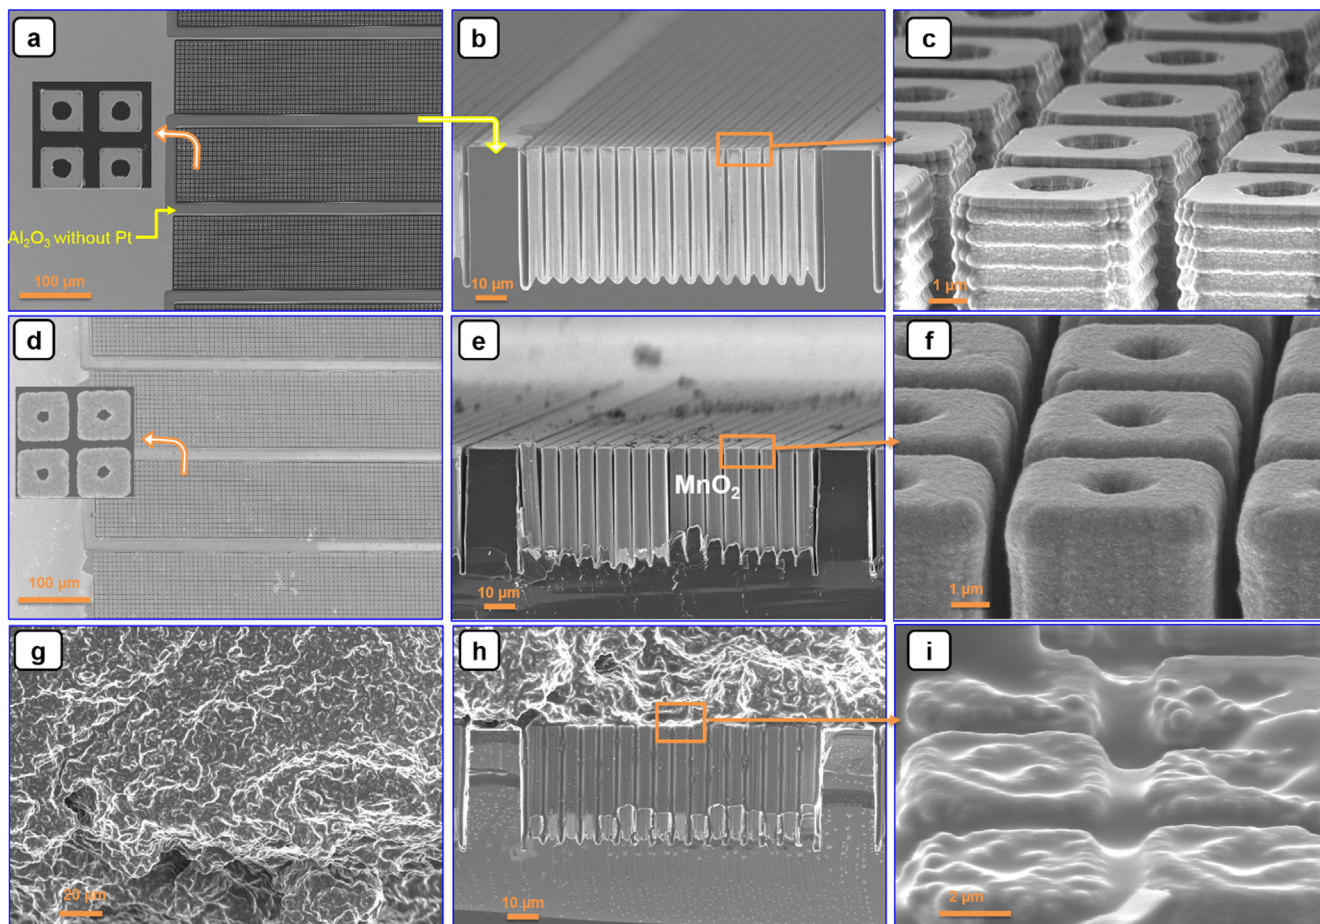 a
b
c
Al₂O₃ without Pt
100 µm
10 µm
1 µm
d
e
f
MnO₂
100 µm
10 µm
1 µm
g
h
i
20 µm
10 µm
2 µm